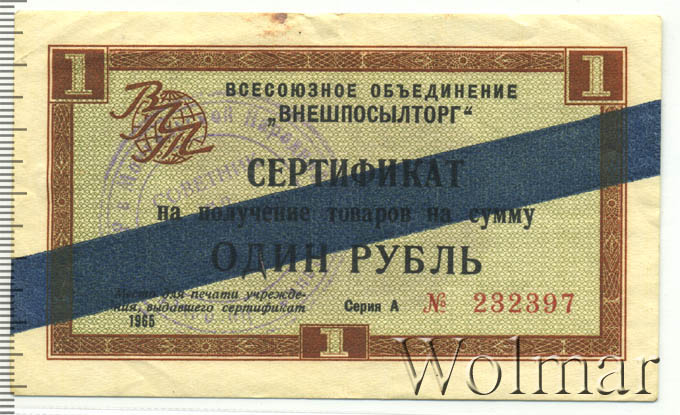 1 1
ВПТ
ВСЕСОЮЗНОЕ ОБЪЕДИНЕНИЕ
„ВНЕШПОСЫЛТОРГ“
СЕРТИФИКАТ
на получение товаров на сумму
ОДИН РУБЛЬ
Место для печати учрежде-
ния, выдавшего сертификат
1965
Серия А № 232397
1
Wolmar